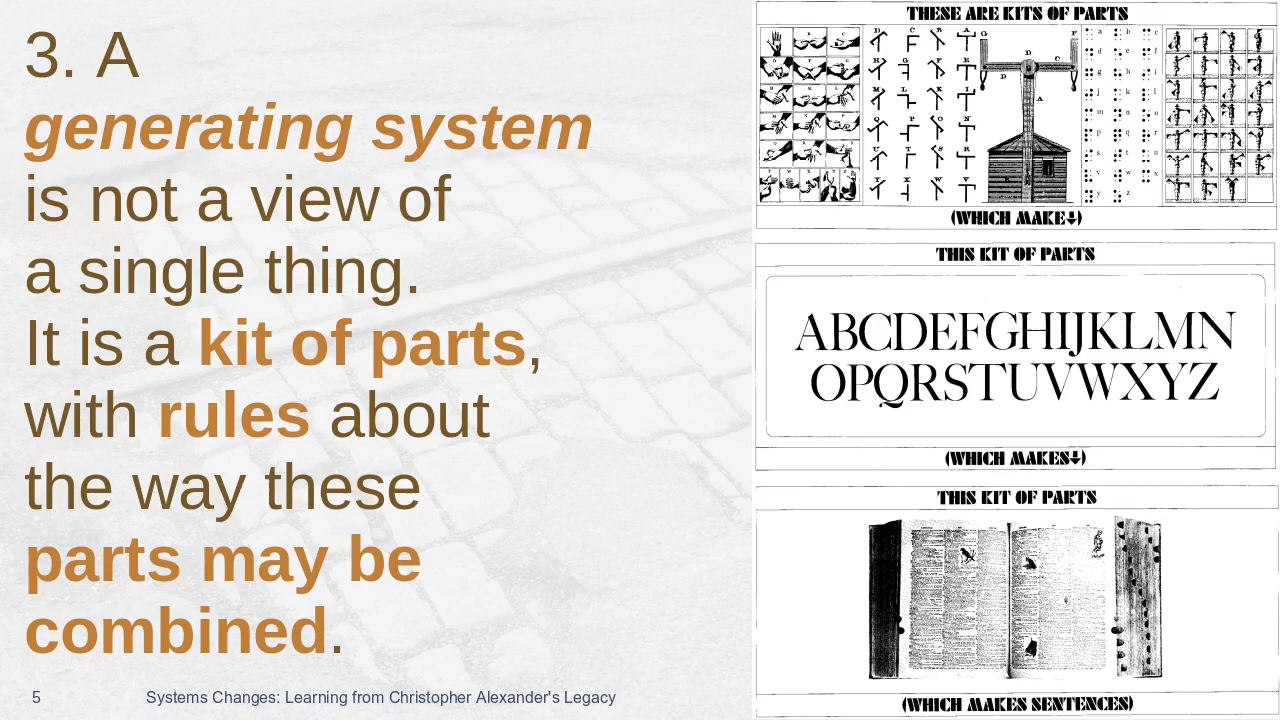 3. A
generating system
is not a view of
a single thing.
It is a kit of parts,
with rules about
the way these
parts may be
combined.
5
Systems Changes: Learning from Christopher Alexander's Legacy
THESE ARE KITS OF PARTS
D C B A
H G F E
M L K I
Q P O N
U T S R
Y X W V
G F
D
C
D
A
a b c
d e f
g h i
j k l
m n o
p q r
s t u
v w x
y z
(WHICH MAKE↓)
THIS KIT OF PARTS
ABCDEFGHIJKLMN
OPQRSTUVWXYZ
(WHICH MAKES↓)
THIS KIT OF PARTS
(WHICH MAKES SENTENCES)